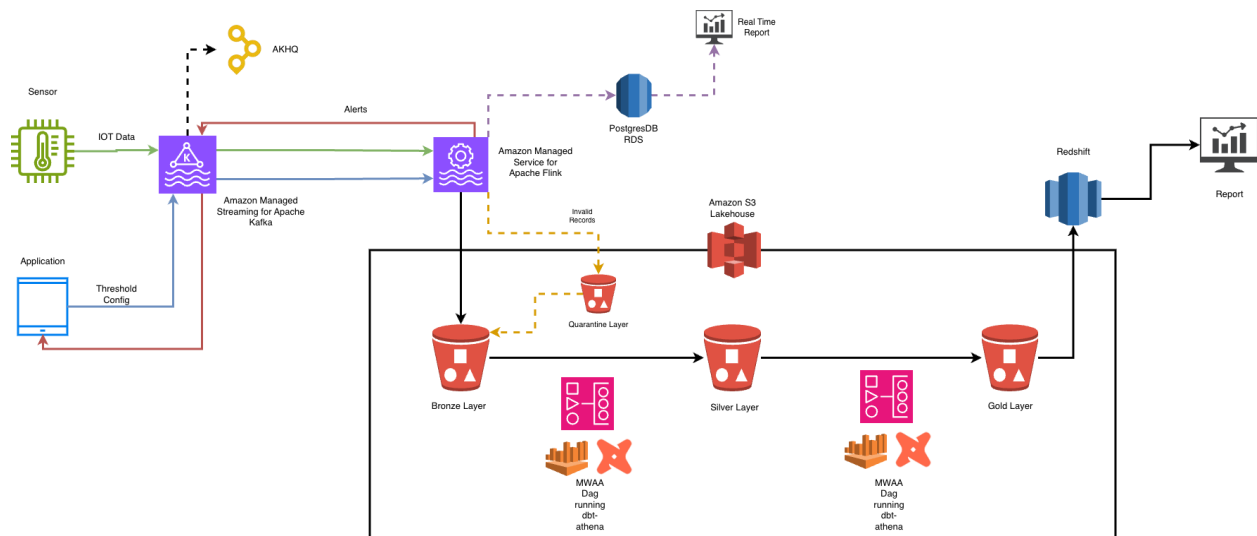 Real Time
Report
AKHQ
Sensor
Alerts
IOT Data
K
PostgresDB
RDS
Amazon Managed
Service for
Apache Flink
Redshift
Report
Amazon Managed
Streaming for Apache
Kafka
Invalid
Records
Amazon S3
Lakehouse
Application
Threshold
Config
Quarantine Layer
Bronze Layer
Silver Layer
Gold Layer
MWAA
Dag
running
dbt-
athena
MWAA
Dag
running
dbt-
athena